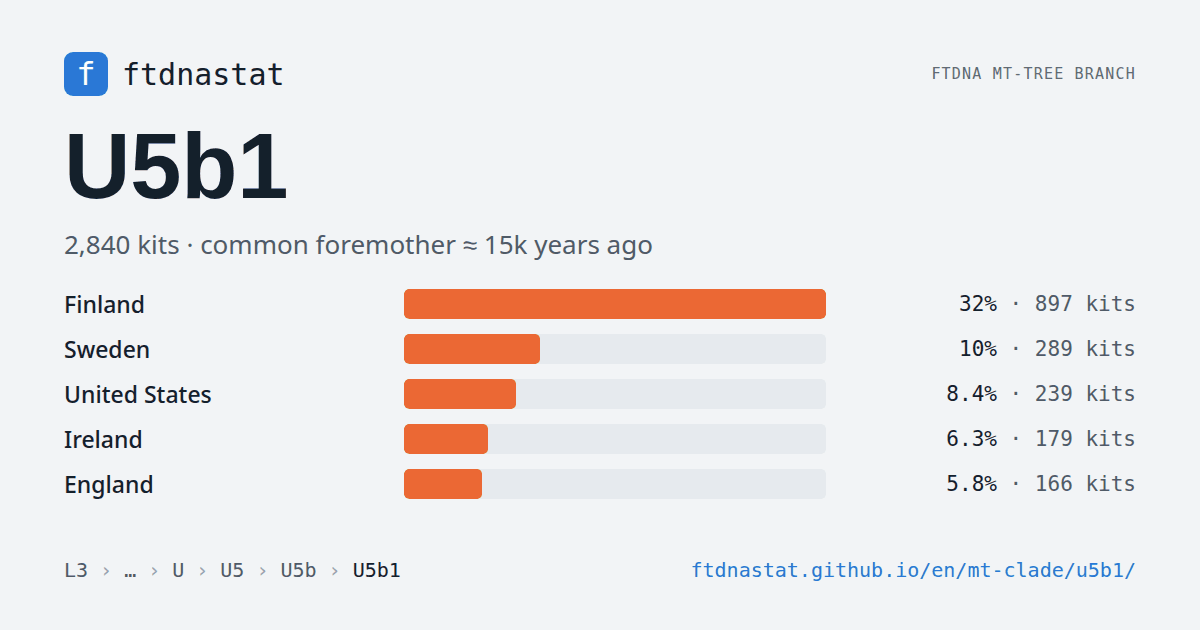 f ftdnastat
FTDNA MT-TREE BRANCH
U5b1
2,840 kits · common foremother ≈ 15k years ago
Finland 32% · 897 kits
Sweden 10% · 289 kits
United States 8.4% · 239 kits
Ireland 6.3% · 179 kits
England 5.8% · 166 kits
L3 › … › U › U5 › U5b › U5b1
ftdnastat.github.io/en/mt-clade/u5b1/